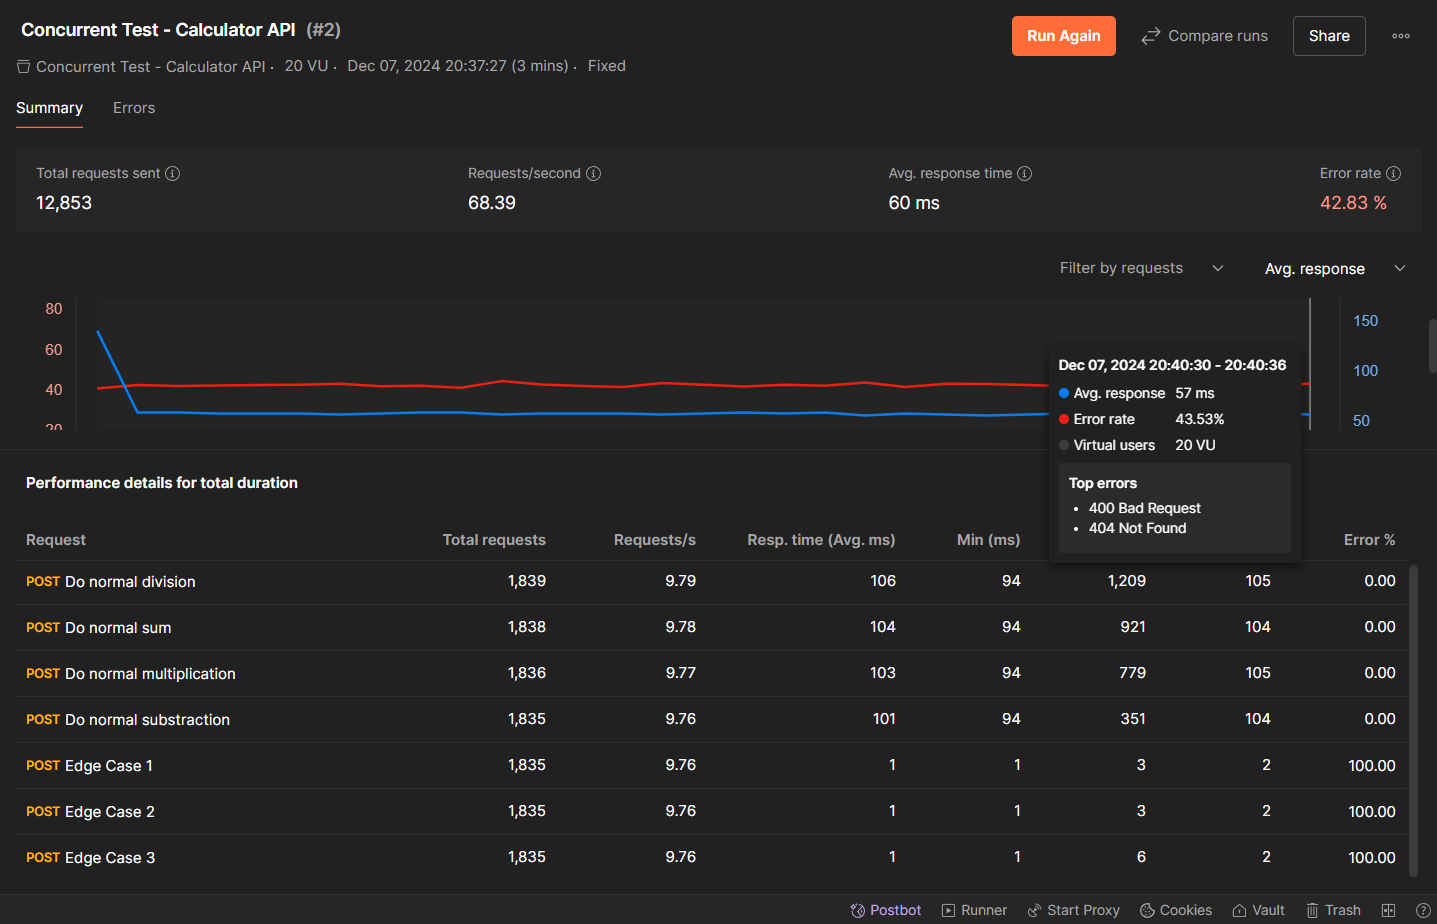 Concurrent Test - Calculator API (#2)
Run Again
Compare runs
Share
Concurrent Test - Calculator API · 20 VU · Dec 07, 2024 20:37:27 (3 mins) · Fixed
Summary
Errors
Total requests sent
Requests/second
Avg. response time
Error rate
12,853
68.39
60 ms
42.83 %
Filter by requests
Avg. response
80
60
40
20
150
100
50
Dec 07, 2024 20:40:30 - 20:40:36
Avg. response 57 ms
Error rate 43.53%
Virtual users 20 VU
Top errors
• 400 Bad Request
• 404 Not Found
Performance details for total duration
Request Total requests Requests/s Resp. time (Avg. ms) Min (ms) Error %
POST Do normal division 1,839 9.79 106 94 1,209 105 0.00
POST Do normal sum 1,838 9.78 104 94 921 104 0.00
POST Do normal multiplication 1,836 9.77 103 94 779 105 0.00
POST Do normal substraction 1,835 9.76 101 94 351 104 0.00
POST Edge Case 1 1,835 9.76 1 1 3 2 100.00
POST Edge Case 2 1,835 9.76 1 1 3 2 100.00
POST Edge Case 3 1,835 9.76 1 1 6 2 100.00
Postbot Runner Start Proxy Cookies Vault Trash